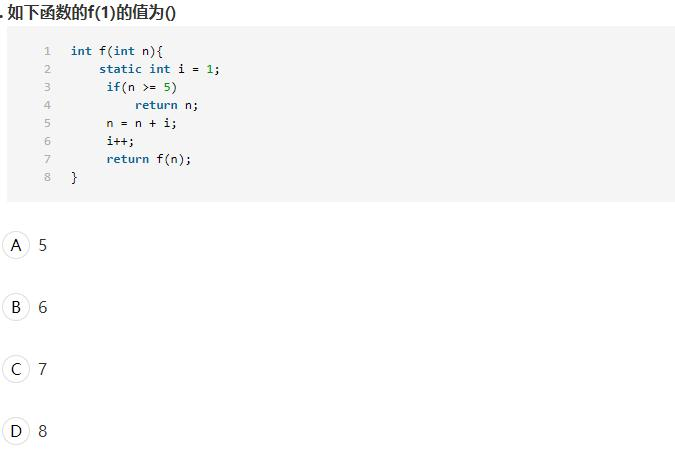 .如下函数的f(1)的值为()
1 int f(int n){
2 static int i = 1;
3 if(n >= 5)
4 return n;
5 n = n + i;
6 i++;
7 return f(n);
8 }
A 5
B 6
C 7
D 8